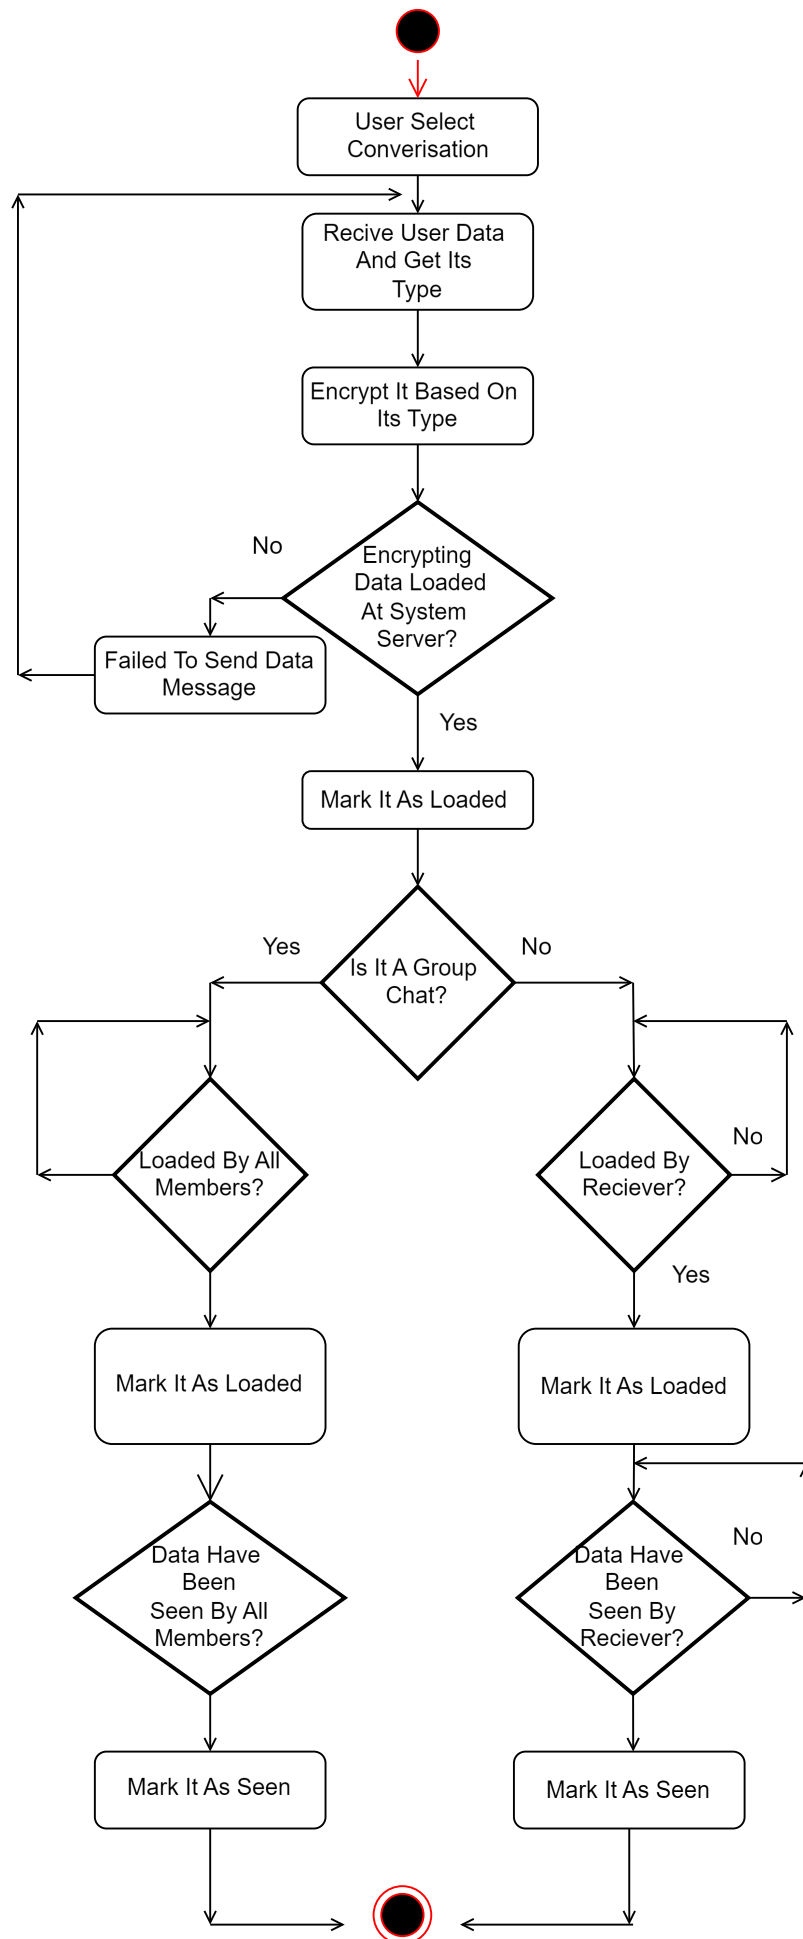 User Select
Converisation
Recive User Data
And Get Its
Type
Encrypt It Based On
Its Type
No
Encrypting
Data Loaded
At System
Server?
Failed To Send Data
Message
Yes
Mark It As Loaded
Yes
No
Is It A Group
Chat?
No
Loaded By All
Members?
Loaded By
Reciever?
Yes
Mark It As Loaded
Mark It As Loaded
No
Data Have
Been
Seen By All
Members?
Data Have
Been
Seen By
Reciever?
Mark It As Seen
Mark It As Seen